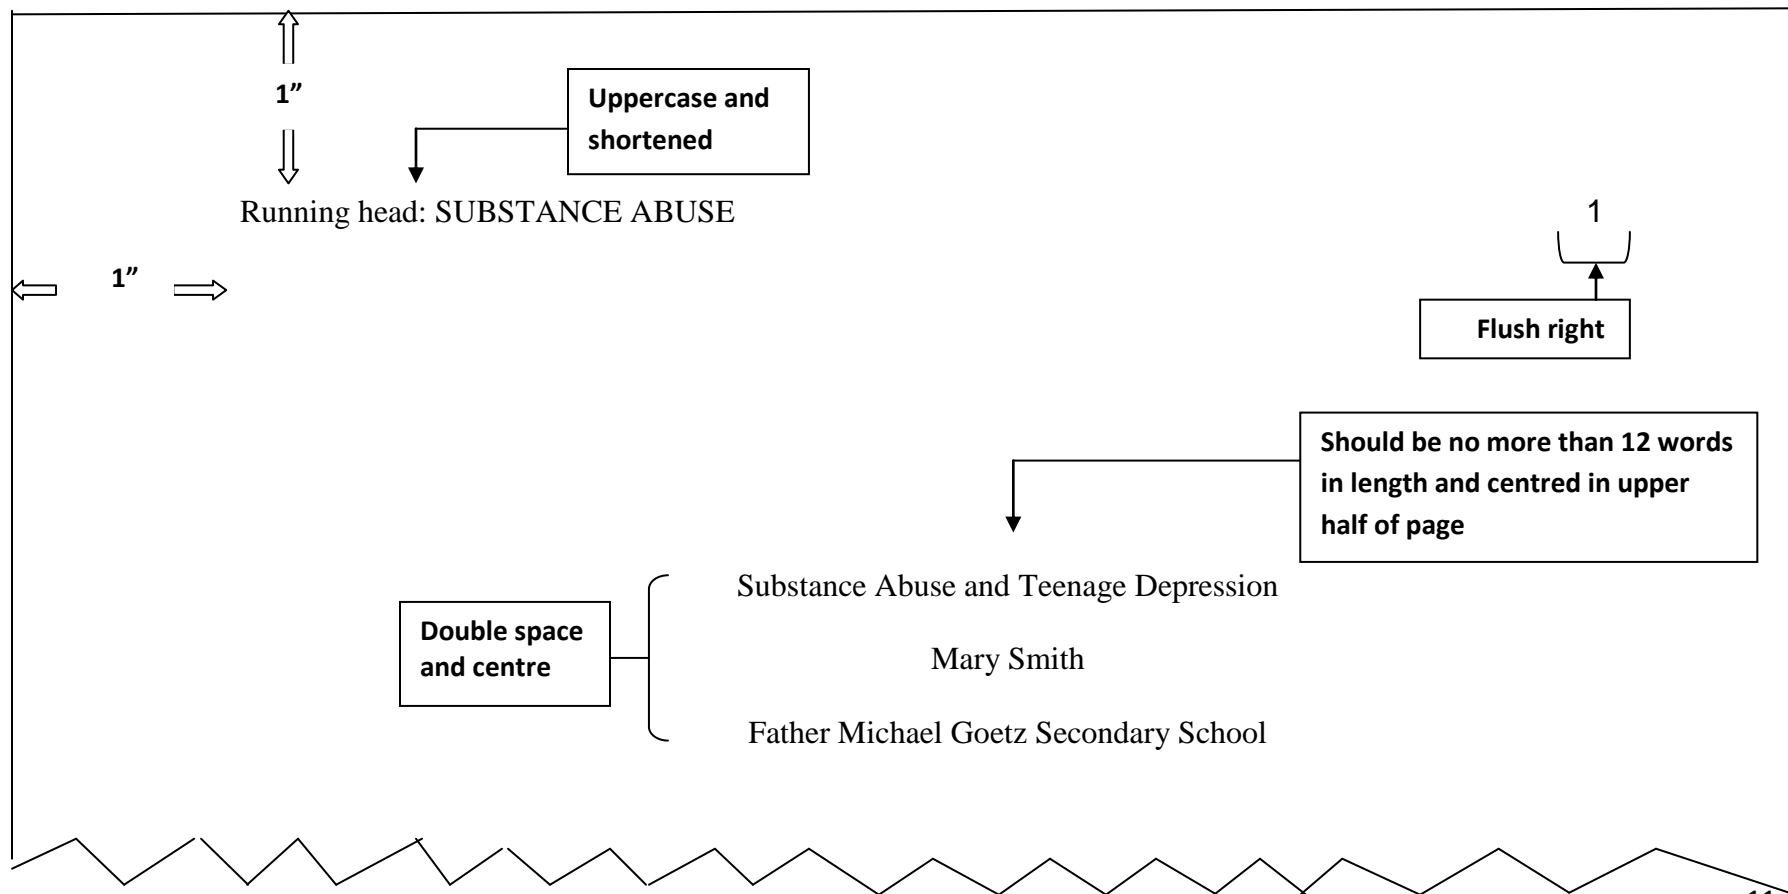 1”
Uppercase and
shortened
Running head: SUBSTANCE ABUSE
1
1”
Flush right
Should be no more than 12 words
in length and centred in upper
half of page
Substance Abuse and Teenage Depression
Double space
and centre
Mary Smith
Father Michael Goetz Secondary School